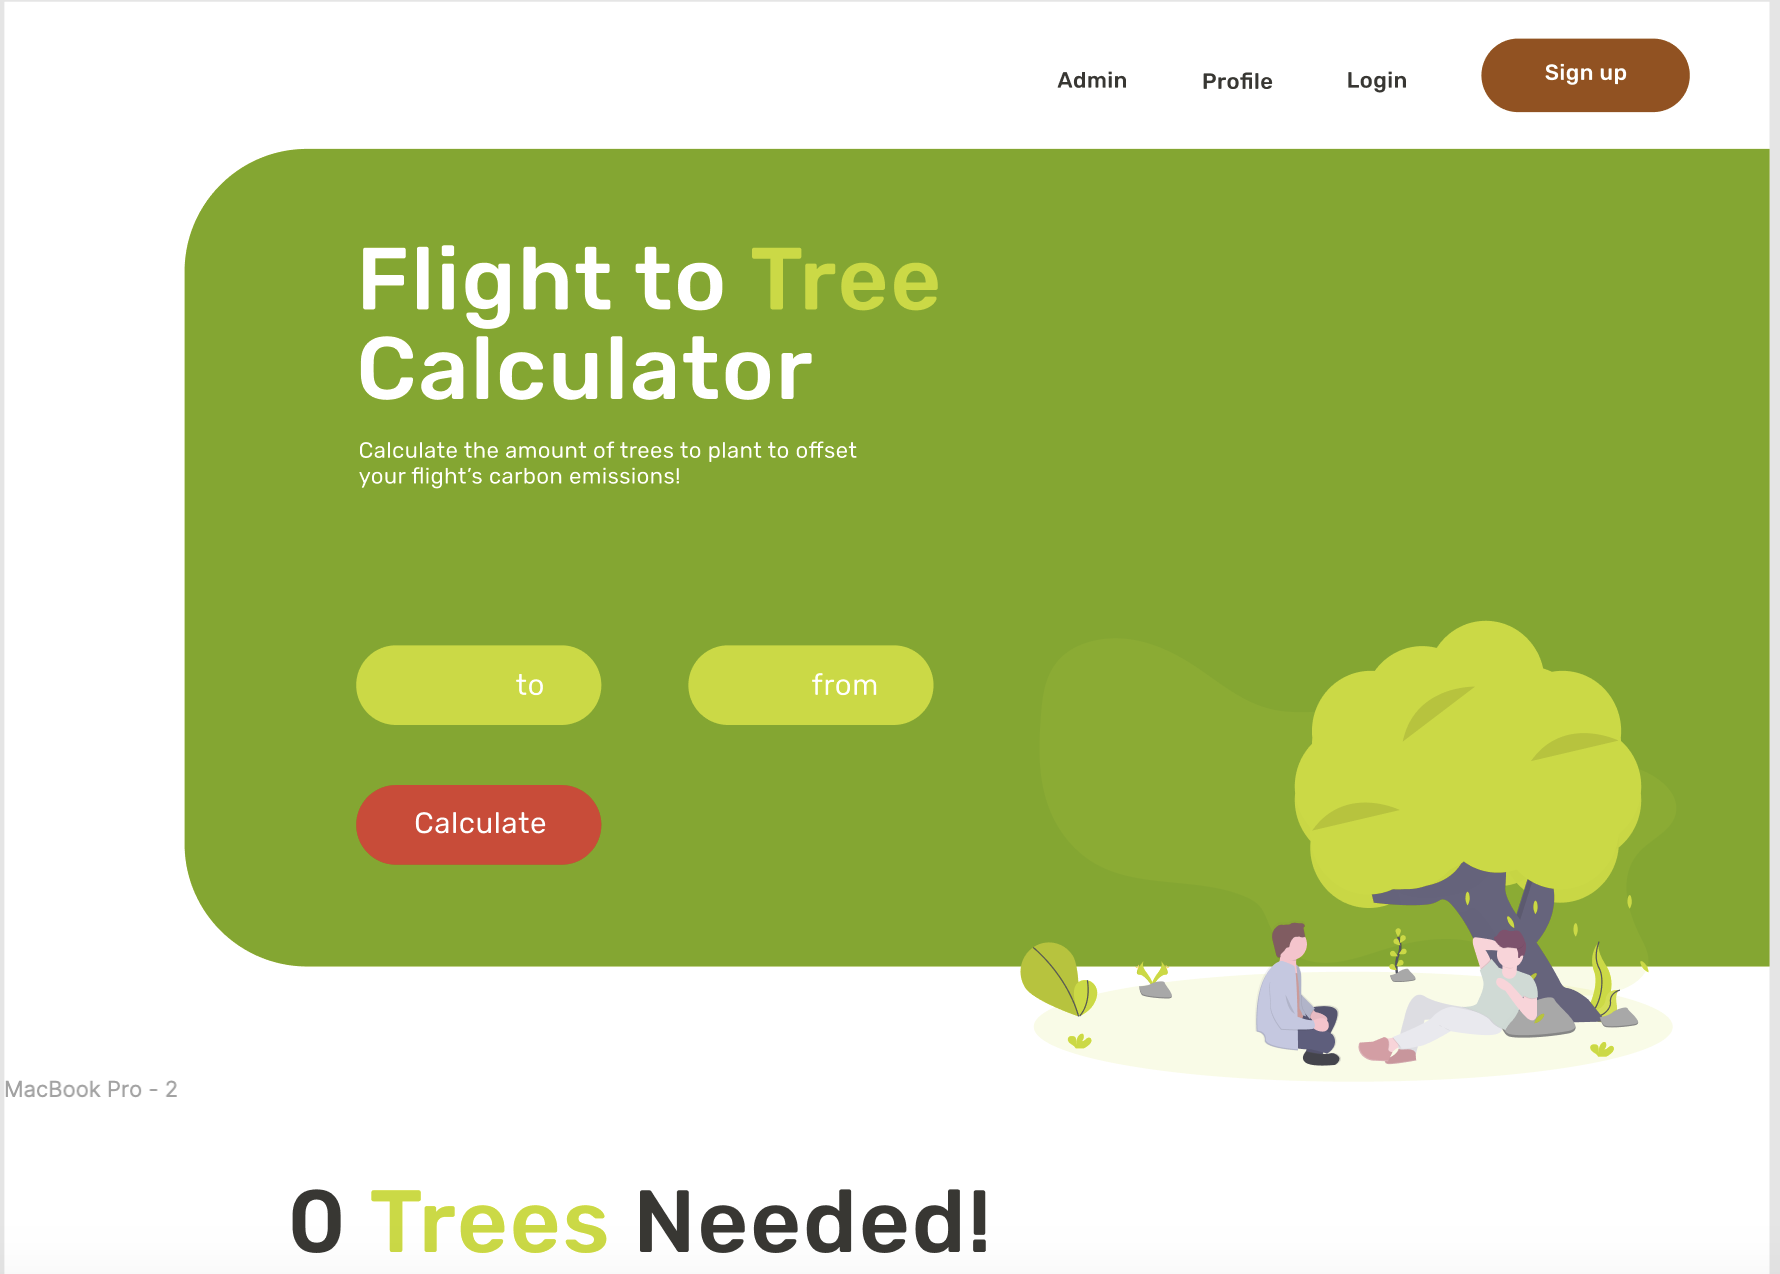 Admin
Profile
Login
Sign up
Flight to Tree
Calculator
Calculate the amount of trees to plant to offset
your flight’s carbon emissions!
to
from
Calculate
MacBook Pro - 2
0 Trees Needed!